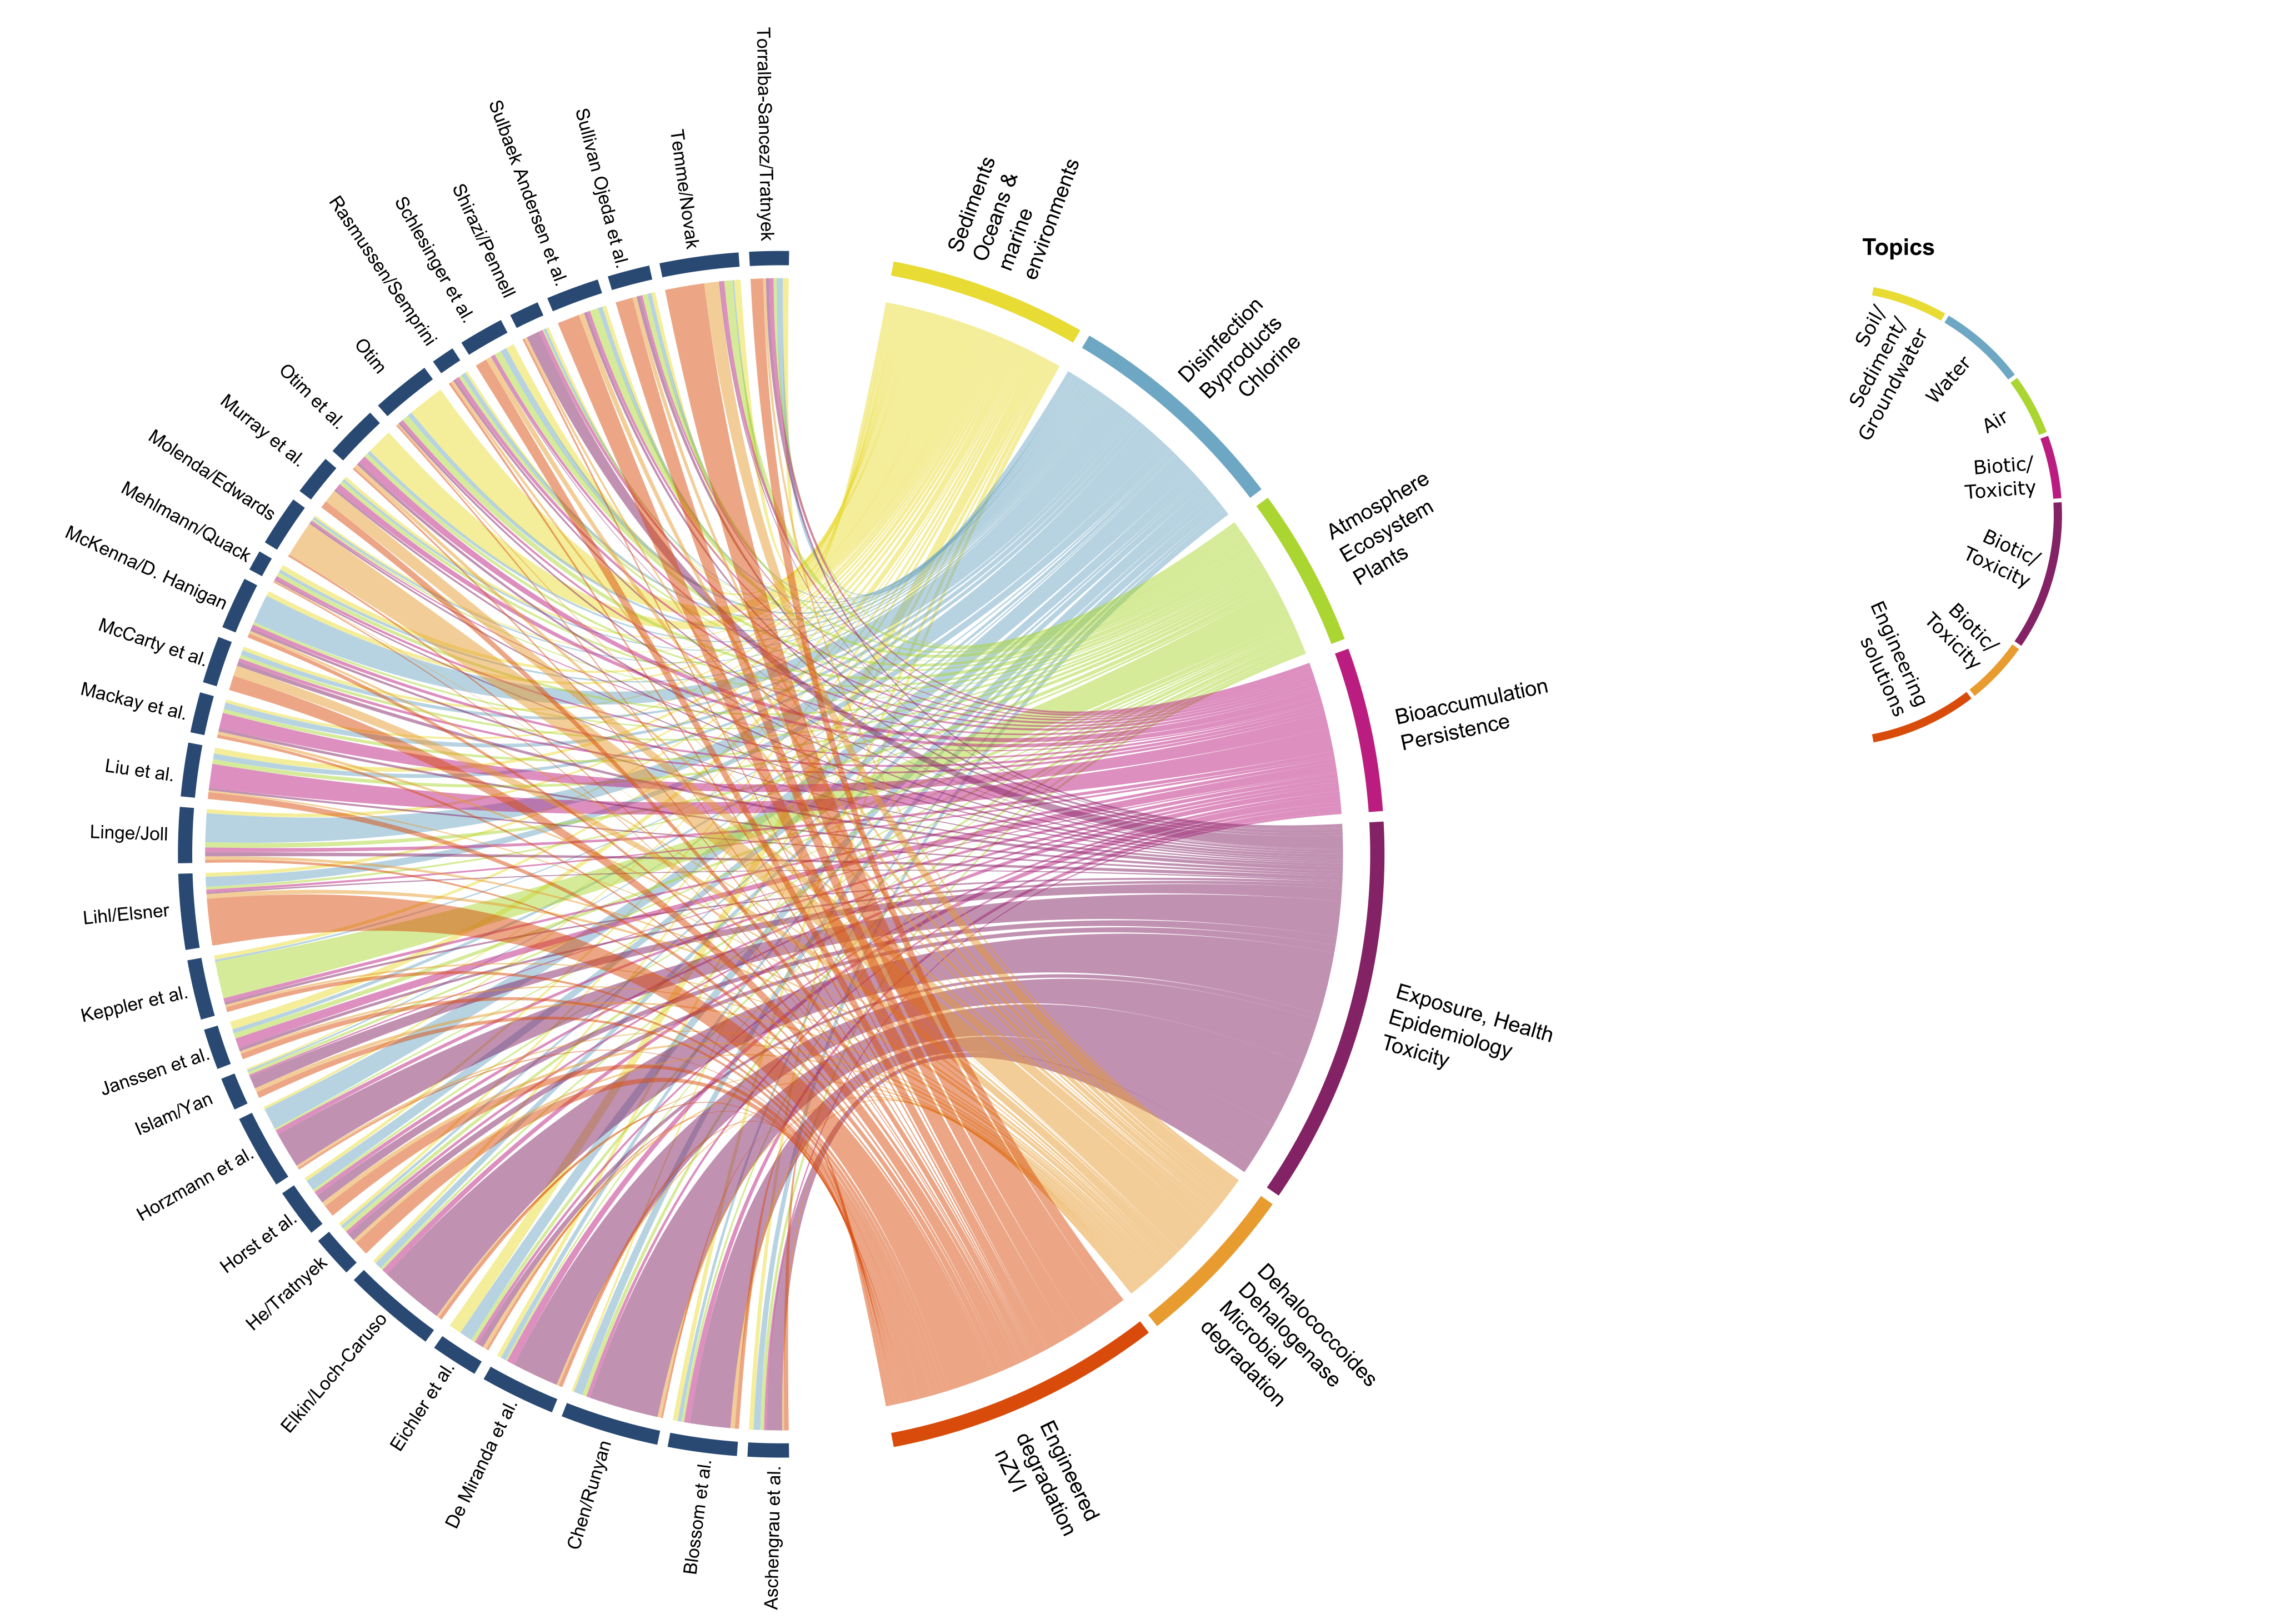 Torralba-Sancez/Tratnyek
Temme/Novak
Sullivan Ojeda et al.
Sulbaek Andersen et al.
Shirazi/Pennell
Schlesinger et al.
Rasmussen/Semprini
Otim
Otim et al.
Murray et al.
Molenda/Edwards
Mehlmann/Quack
McKenna/D. Hanigan
McCarty et al.
Mackay et al.
Liu et al.
Linge/Joll
Lihl/Elsner
Keppler et al.
Janssen et al.
Islam/Yan
Horzmann et al.
Horst et al.
He/Tratnyek
Elkin/Loch-Caruso
Eichler et al.
De Miranda et al.
Chen/Runyan
Blossom et al.
Aschengrau et al.
Sediments
Oceans &
marine
environments
Disinfection
Byproducts
Chlorine
Atmosphere
Ecosystem
Plants
Bioaccumulation
Persistence
Exposure, Health
Epidemiology
Toxicity
Dehalococcoides
Dehalogenase
Microbial
degradation
Engineered
degradation
nZVI
Topics
Soil/
Sediment/
Groundwater
Water
Air
Biotic/
Toxicity
Biotic/
Toxicity
Biotic/
Toxicity
Engineering
solutions